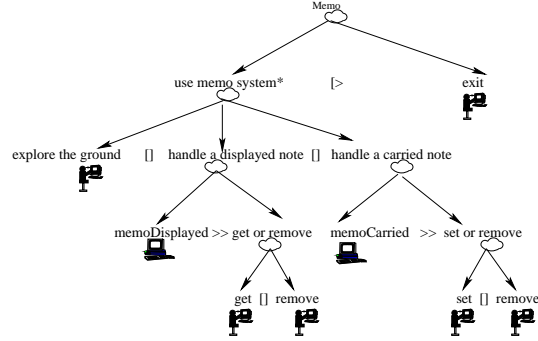 Memo
use memo system* [> exit
explore the ground [] handle a displayed note [] handle a carried note
memoDisplayed >> get or remove memoCarried >> set or remove
get [] remove set [] remove